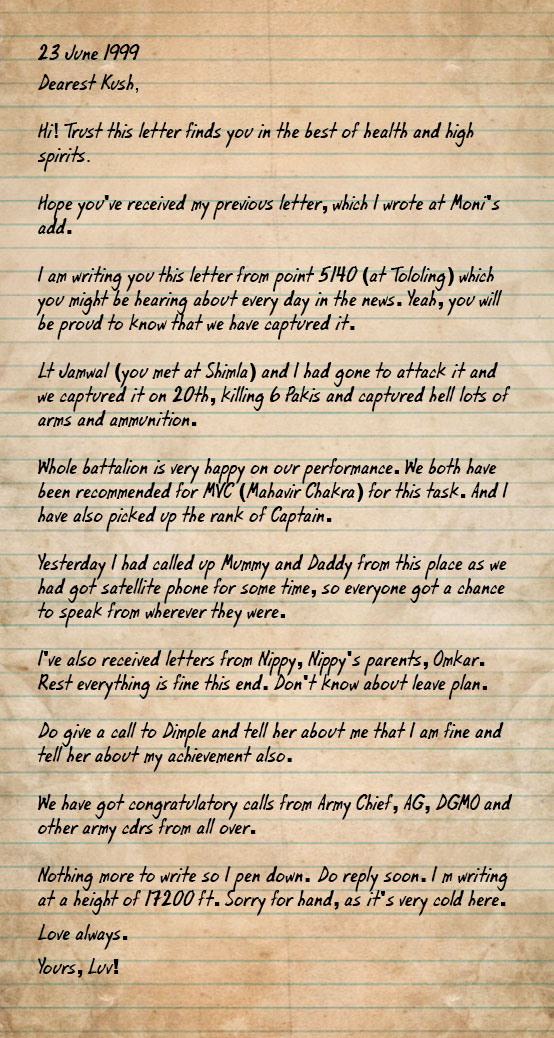 23 June 1999
Dearest Kush,
Hi! Trust this letter finds you in the best of health and high
spirits.
Hope you've received my previous letter, which I wrote at Moni's
add.
I am writing you this letter from point 5140 (at Tololing) which
you might be hearing about every day in the news. Yeah, you will
be proud to know that we have captured it.
Lt Jamwal (you met at Shimla) and I had gone to attack it and
we captured it on 20th, killing 6 Pakis and captured hell lots of
arms and ammunition.
Whole battalion is very happy on our performance. We both have
been recommended for MVC (Mahavir Chakra) for this task. And I
have also picked up the rank of Captain.
Yesterday I had called up Mummy and Daddy from this place as we
had got satellite phone for some time, so everyone got a chance
to speak from wherever they were.
I've also received letters from Nippy, Nippy's parents, Omkar.
Rest everything is fine this end. Don't know about leave plan.
Do give a call to Dimple and tell her about me that I am fine and
tell her about my achievement also.
We have got congratulatory calls from Army Chief, AG, DGMO and
other army cdrs from all over.
Nothing more to write so I pen down. Do reply soon. I m writing
at a height of 17200 ft. Sorry for hand, as it's very cold here.
Love always.
Yours, Luv!